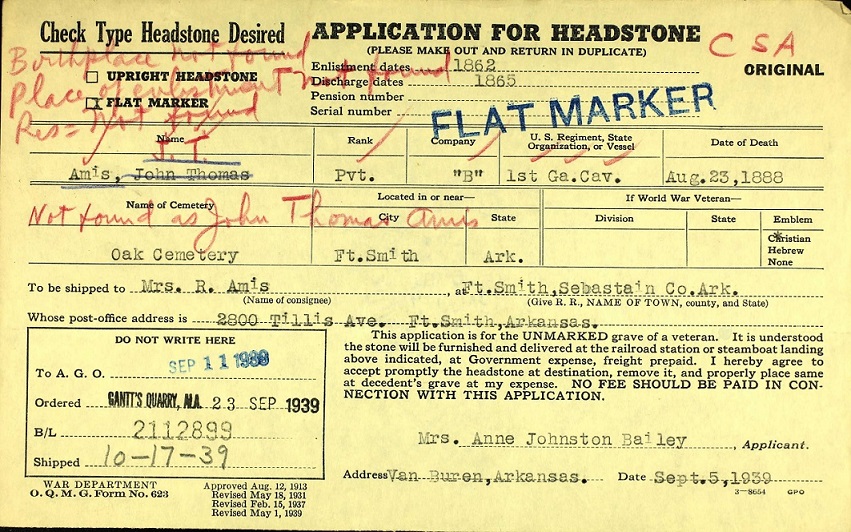 Check Type Headstone Desired
☐ UPRIGHT HEADSTONE
☒ FLAT MARKER
Birthplace not found
Place of enlistment not found
Res = Not found
APPLICATION FOR HEADSTONE
(PLEASE MAKE OUT AND RETURN IN DUPLICATE)
C S A
ORIGINAL
Enlistment dates 1862
Discharge dates 1865
Pension number
Serial number
FLAT MARKER
Name Rank Company U. S. Regiment, State Organization, or Vessel Date of Death
J. T.
Amis, John Thomas Pvt. "B" 1st Ga.Cav. Aug.23,1888
Name of Cemetery Located in or near— City State If World War Veteran— Division State Emblem
Not found as John Thomas Amis
Oak Cemetery Ft.Smith Ark.
*Christian
Hebrew
None
To be shipped to Mrs. R. Amis, at Ft.Smith,Sebastain Co.Ark.
(Name of consignee) (Give R. R., NAME OF TOWN, county, and State)
Whose post-office address is 2800 Tillis Ave. Ft.Smith,Arkansas.
DO NOT WRITE HERE
To A. G. O. SEP 11 1939
Ordered GANTT'S QUARRY, ALA. 23 SEP 1939
B/L 2112899
Shipped 10-17-39
This application is for the UNMARKED grave of a veteran. It is understood
the stone will be furnished and delivered at the railroad station or steamboat landing
above indicated, at Government expense, freight prepaid. I hereby agree to
accept promptly the headstone at destination, remove it, and properly place same
at decedent's grave at my expense. NO FEE SHOULD BE PAID IN CON-
NECTION WITH THIS APPLICATION.
Mrs. Anne Johnston Bailey, Applicant.
Address Van Buren,Arkansas. Date Sept.5,1939
WAR DEPARTMENT
O. Q. M. G. Form No. 623
Approved Aug. 12, 1913
Revised May 18, 1931
Revised Feb. 15, 1937
Revised May 1, 1939
3—8654 GPO